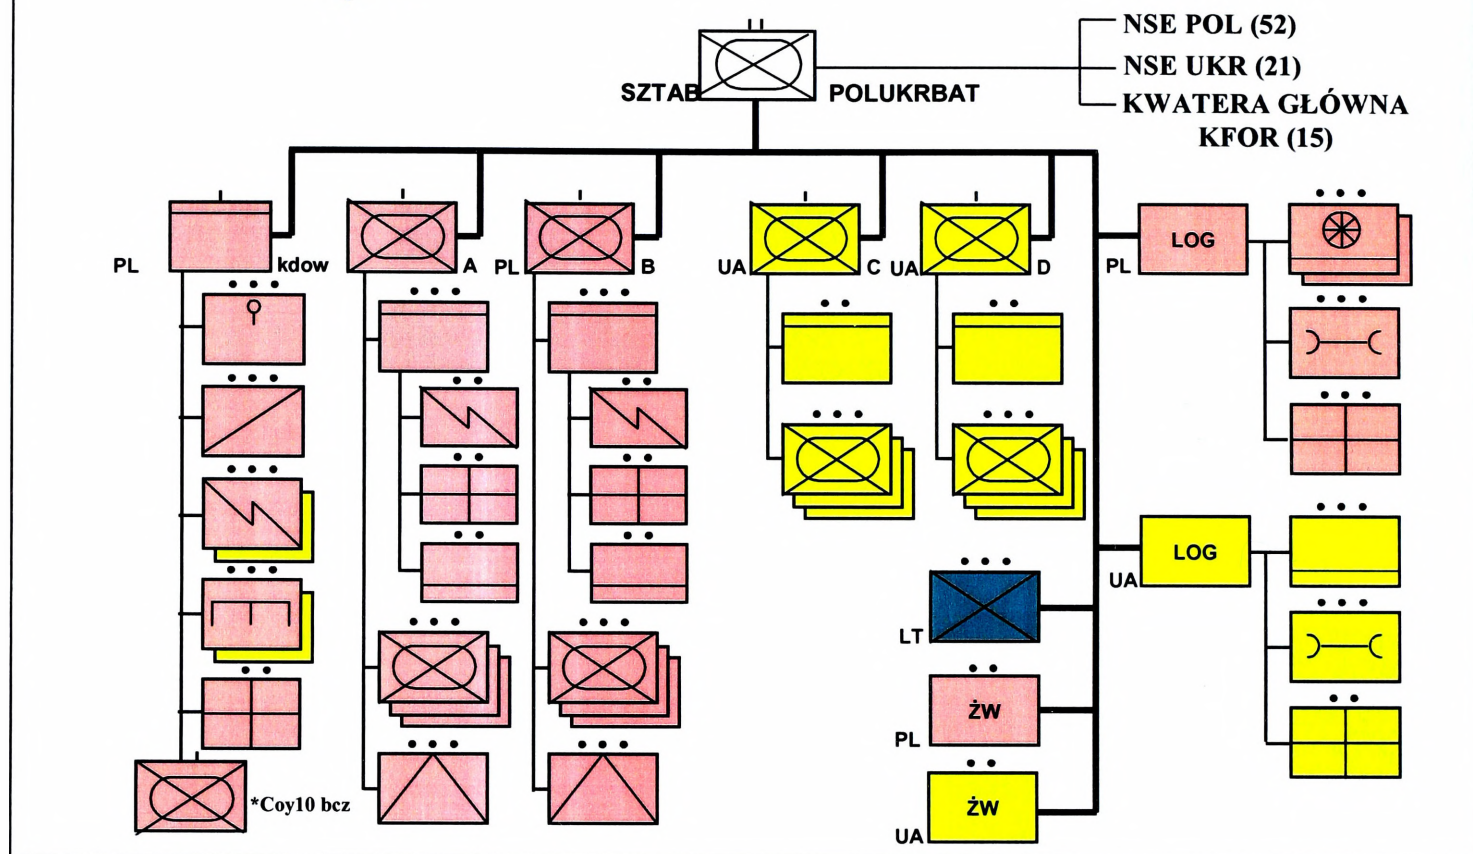 NSE POL (52)
NSE UKR (21)
SZTAB POLUKRBAT
KWATERA GŁÓWNA
KFOR (15)
PL kdow
A
PL B
UA C
UA D
PL LOG
UA LOG
LT
PL ŻW
UA ŻW
*Coy10 bcz